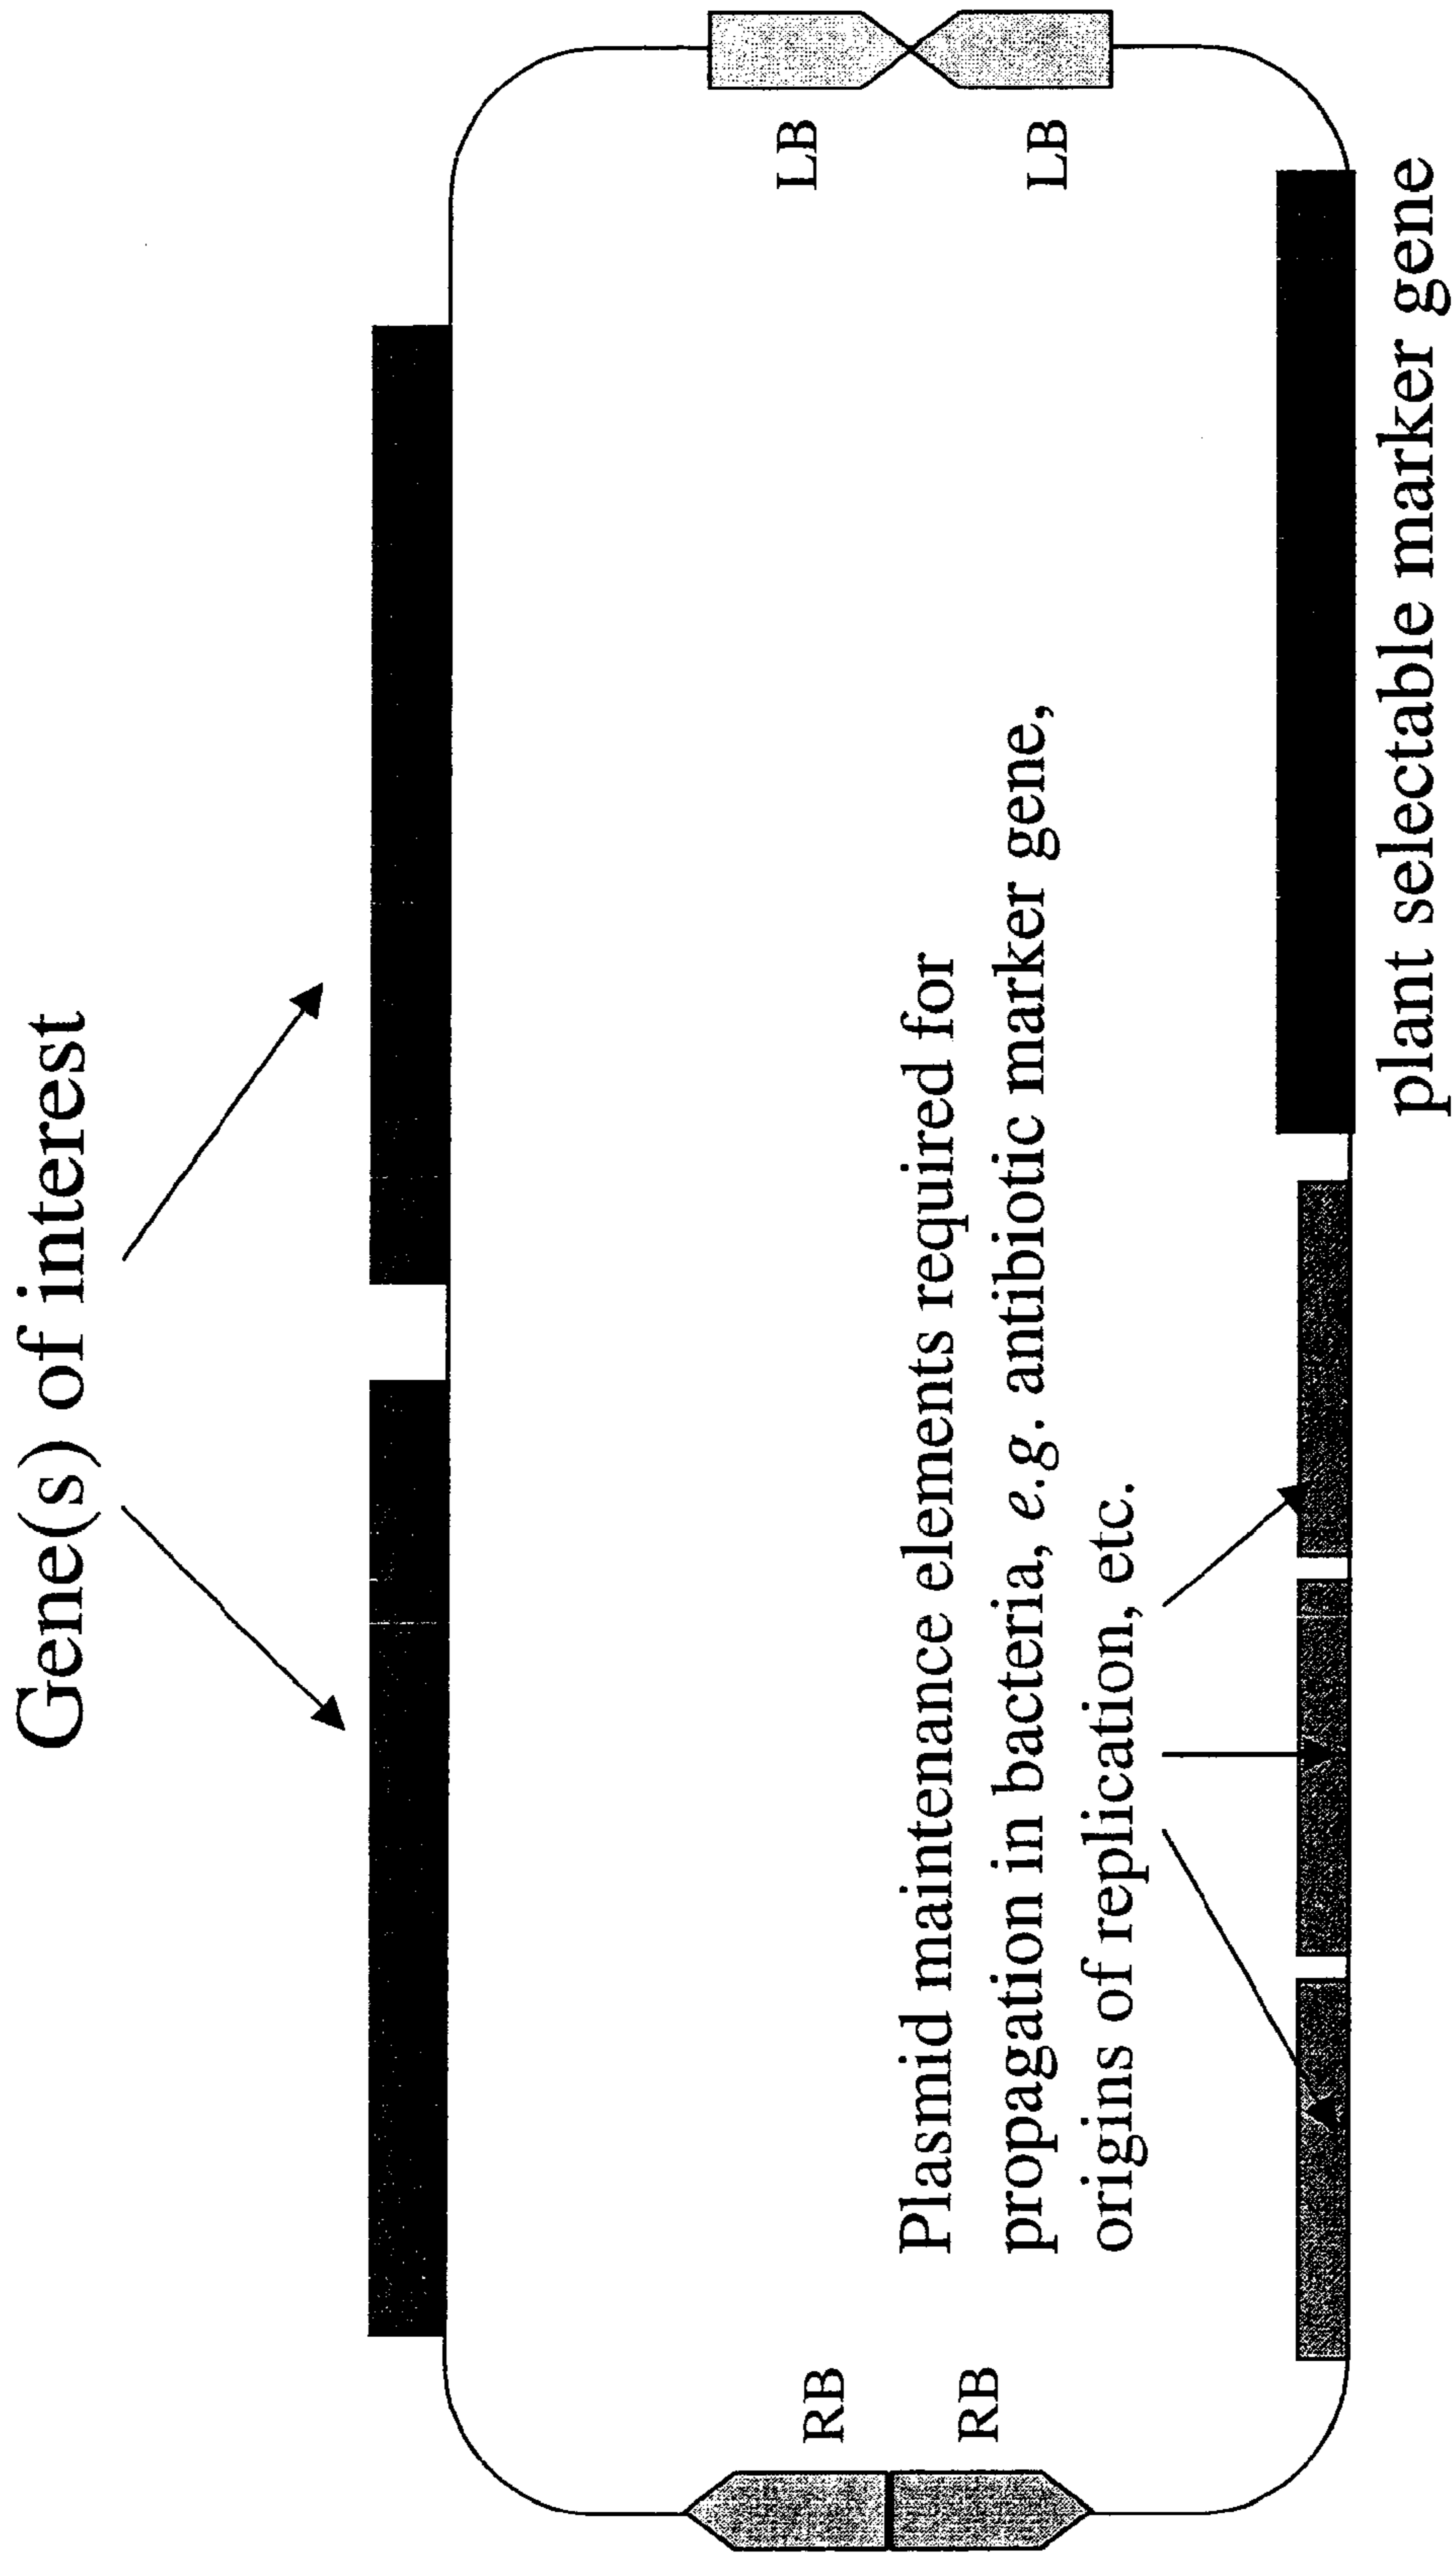 Gene(s) of interest
RB
LB
RB
LB
Plasmid maintenance elements required for
propagation in bacteria, e.g. antibiotic marker gene,
origins of replication, etc.
plant selectable marker gene